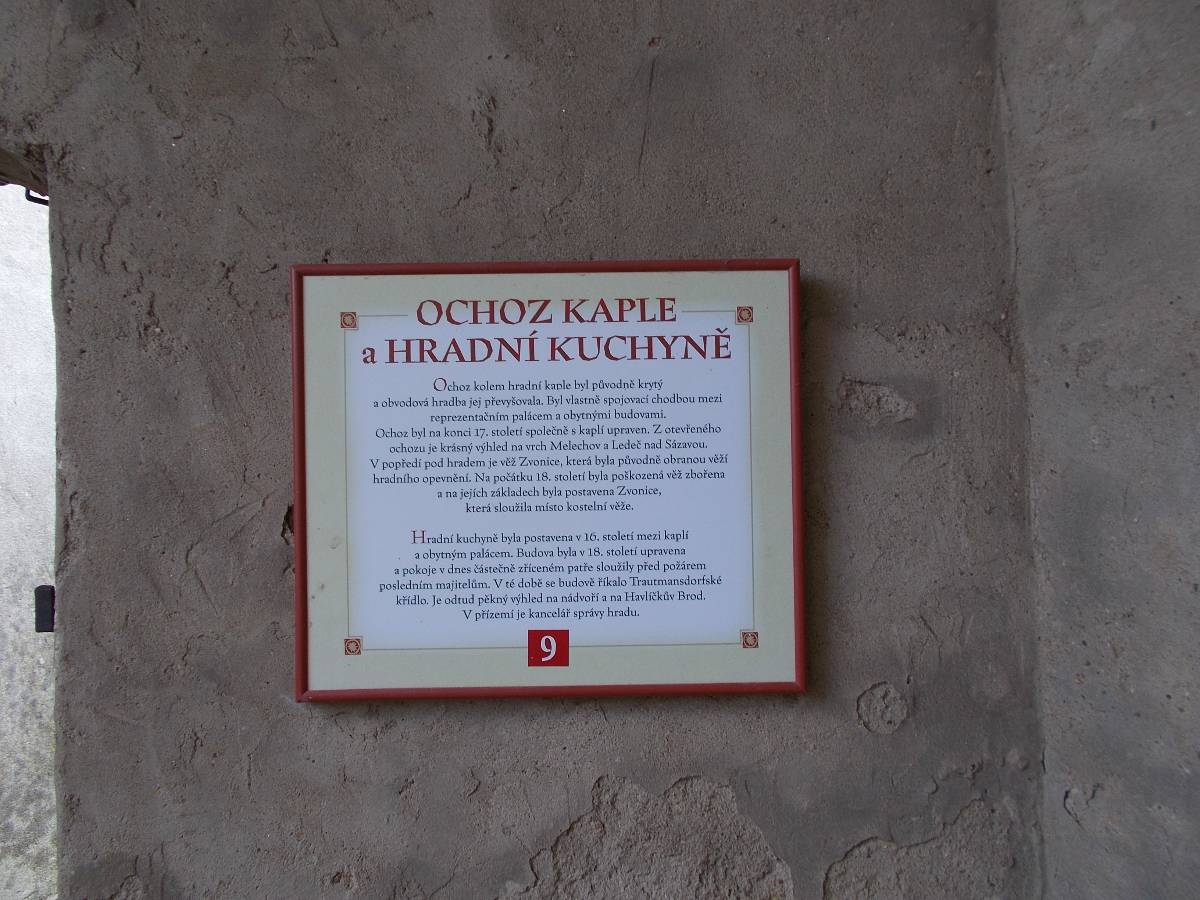 OCHOZ KAPLE
a HRADNÍ KUCHYNĚ
Ochoz kolem hradní kaple byl původně krytý
a obvodová hradba jej převyšovala. Byl vlastně spojovací chodbou mezi
reprezentačním palácem a obytnými budovami.
Ochoz byl na konci 17. století společně s kaplí upraven. Z otevřeného
ochozu je krásný výhled na vrch Melechov a Ledeč nad Sázavou.
V popředí pod hradem je věž Zvonice, která byla původně obranou věží
hradního opevnění. Na počátku 18. století byla poškozená věž zbořena
a na jejích základech byla postavena Zvonice,
která sloužila místo kostelní věže.
Hradní kuchyně byla postavena v 16. století mezi kaplí
a obytným palácem. Budova byla v 18. století upravena
a pokoje v dnes částečně zříceném patře sloužily před požárem
posledním majitelům. V té době se budově říkalo Trautmansdorfské
křídlo. Je odtud pěkný výhled na nádvoří a na Havlíčkův Brod.
V přízemí je kancelář správy hradu.
9